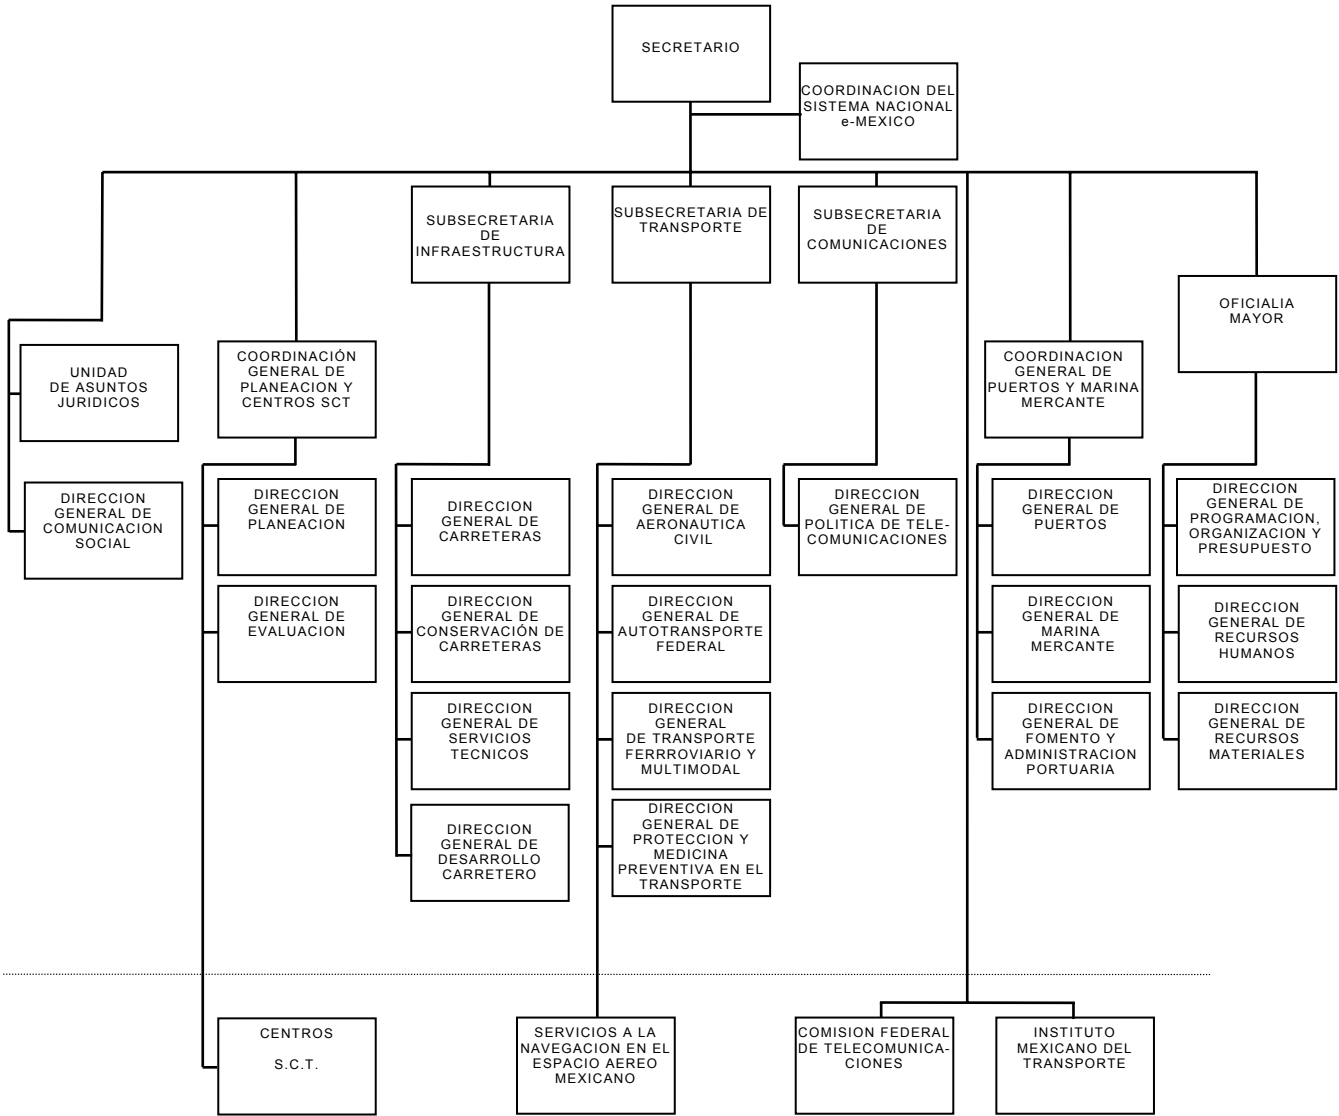 SECRETARIO
COORDINACION DEL
SISTEMA NACIONAL
e-MEXICO
SUBSECRETARIA
DE
INFRAESTRUCTURA
SUBSECRETARIA DE
TRANSPORTE
SUBSECRETARIA
DE
COMUNICACIONES
OFICIALIA
MAYOR
UNIDAD
DE ASUNTOS
JURIDICOS
COORDINACIÓN
GENERAL DE
PLANEACION Y
CENTROS SCT
COORDINACION
GENERAL DE
PUERTOS Y MARINA
MERCANTE
DIRECCION
GENERAL DE
COMUNICACION
SOCIAL
DIRECCION
GENERAL DE
PLANEACION
DIRECCION
GENERAL DE
CARRETERAS
DIRECCION
GENERAL DE
AERONAUTICA
CIVIL
DIRECCION
GENERAL DE
POLITICA DE TELE-
COMUNICACIONES
DIRECCION
GENERAL DE
PUERTOS
DIRECCION
GENERAL DE
PROGRAMACION,
ORGANIZACION Y
PRESUPUESTO
DIRECCION
GENERAL DE
EVALUACION
DIRECCION
GENERAL DE
CONSERVACIÓN DE
CARRETERAS
DIRECCION
GENERAL DE
AUTOTRANSPORTE
FEDERAL
DIRECCION
GENERAL DE
MARINA
MERCANTE
DIRECCION
GENERAL DE
RECURSOS
HUMANOS
DIRECCION
GENERAL DE
SERVICIOS
TECNICOS
DIRECCION
GENERAL
DE TRANSPORTE
FERRROVIARIO Y
MULTIMODAL
DIRECCION
GENERAL DE
FOMENTO Y
ADMINISTRACION
PORTUARIA
DIRECCION
GENERAL DE
RECURSOS
MATERIALES
DIRECCION
GENERAL DE
DESARROLLO
CARRETERO
DIRECCION
GENERAL DE
PROTECCION Y
MEDICINA
PREVENTIVA EN EL
TRANSPORTE
CENTROS
S.C.T.
SERVICIOS A LA
NAVEGACION EN EL
ESPACIO AEREO
MEXICANO
COMISION FEDERAL
DE TELECOMUNICA-
CIONES
INSTITUTO
MEXICANO DEL
TRANSPORTE